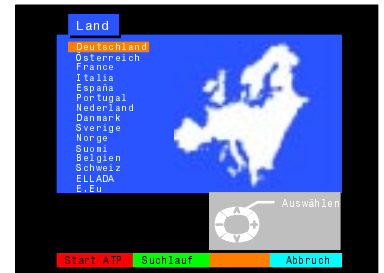 Land
Deutschland
Österreich
France
Italia
España
Portugal
Nederland
Danmark
Sverige
Norge
Suomi
Belgien
Schweiz
ELLADA
E.Eu
Auswählen
Start ATP Suchlauf Abbruch